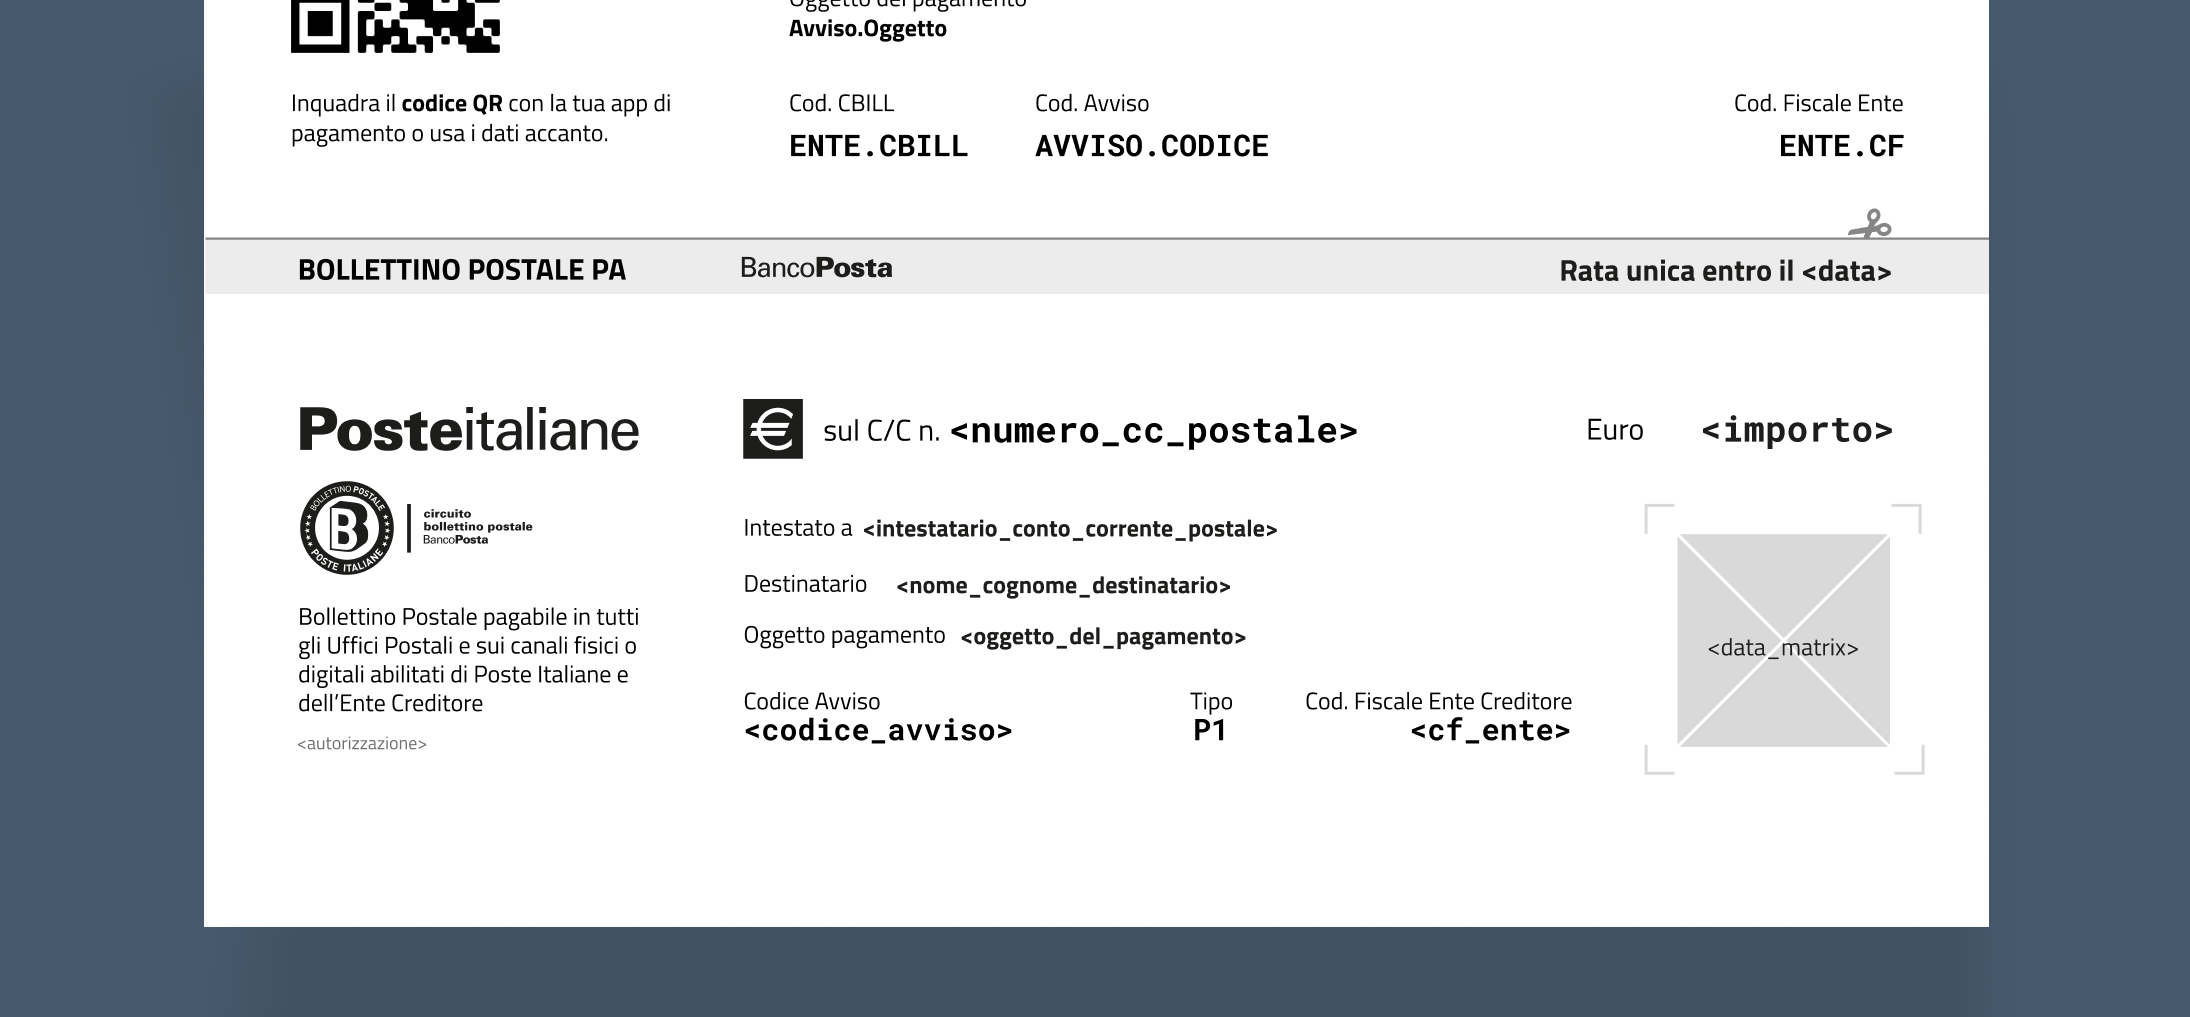 Oggetto del pagamento
Avviso.Oggetto
Inquadra il codice QR con la tua app di
pagamento o usa i dati accanto.
Cod. CBILL
ENTE.CBILL
Cod. Avviso
AVVISO.CODICE
Cod. Fiscale Ente
ENTE.CF
BOLLETTINO POSTALE PA
BancoPosta
Rata unica entro il <data>
Posteitaliane
BOLLETTINO POSTALE
B
POSTE ITALIANE
circuito
bollettino postale
BancoPosta
Bollettino Postale pagabile in tutti
gli Uffici Postali e sui canali fisici o
digitali abilitati di Poste Italiane e
dell’Ente Creditore
<autorizzazione>
€ sul C/C n. <numero_cc_postale>
Euro <importo>
Intestato a <intestatario_conto_corrente_postale>
Destinatario <nome_cognome_destinatario>
Oggetto pagamento <oggetto_del_pagamento>
Codice Avviso
<codice_avviso>
Tipo
P1
Cod. Fiscale Ente Creditore
<cf_ente>
<data_matrix>